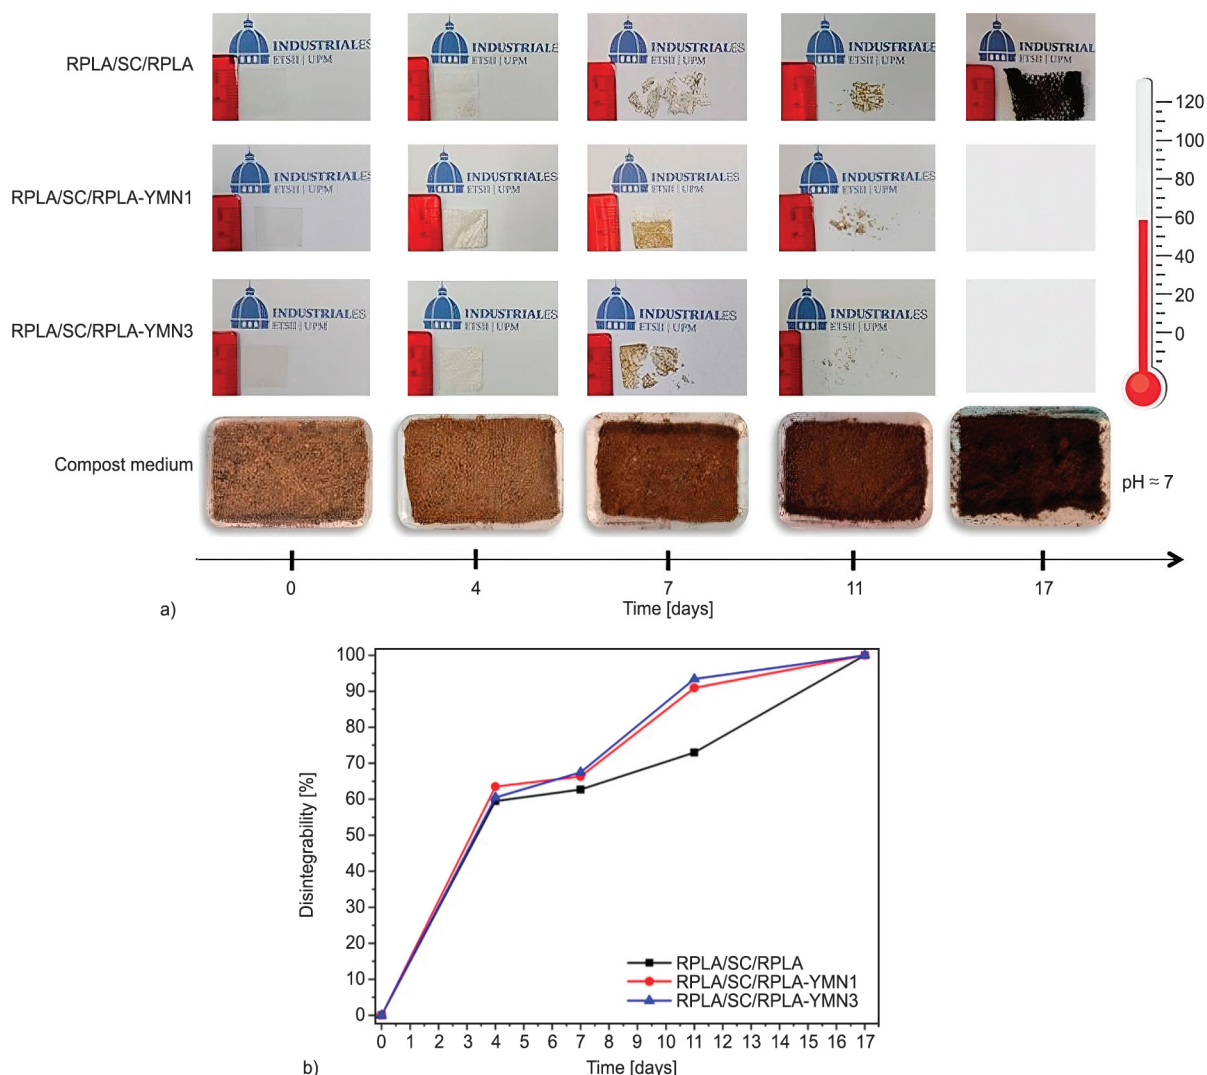 RPLA/SC/RPLA
INDUSTRIALES
ETSII | UPM
INDUSTRIALE
ETSII | UPM
INDUSTRIALES
ETSII | UPM
INDUSTRIALES
ETSII | UPM
INDUSTRIAL
ETSII | UPM
RPLA/SC/RPLA-YMN1
INDUSTRIALES
ETSII | UPM
INDUSTRIALE
ETSII | UPM
INDUSTRIALES
ETSII | UPM
INDUSTRIALES
ETSII | UPM
RPLA/SC/RPLA-YMN3
INDUSTRIALES
ETSII | UPM
INDUSTRIALE
ETSII | UPM
INDUSTRIALES
ETSII | UPM
INDUSTRIALES
ETSII | UPM
120
100
80
60
40
20
0
Compost medium
pH ≈ 7
0 4 7 11 17
a) Time [days]
100
90
80
70
60
50
40
30
20
10
0
Disintegrability [%]
RPLA/SC/RPLA
RPLA/SC/RPLA-YMN1
RPLA/SC/RPLA-YMN3
0 1 2 3 4 5 6 7 8 9 10 11 12 13 14 15 16 17
b) Time [days]